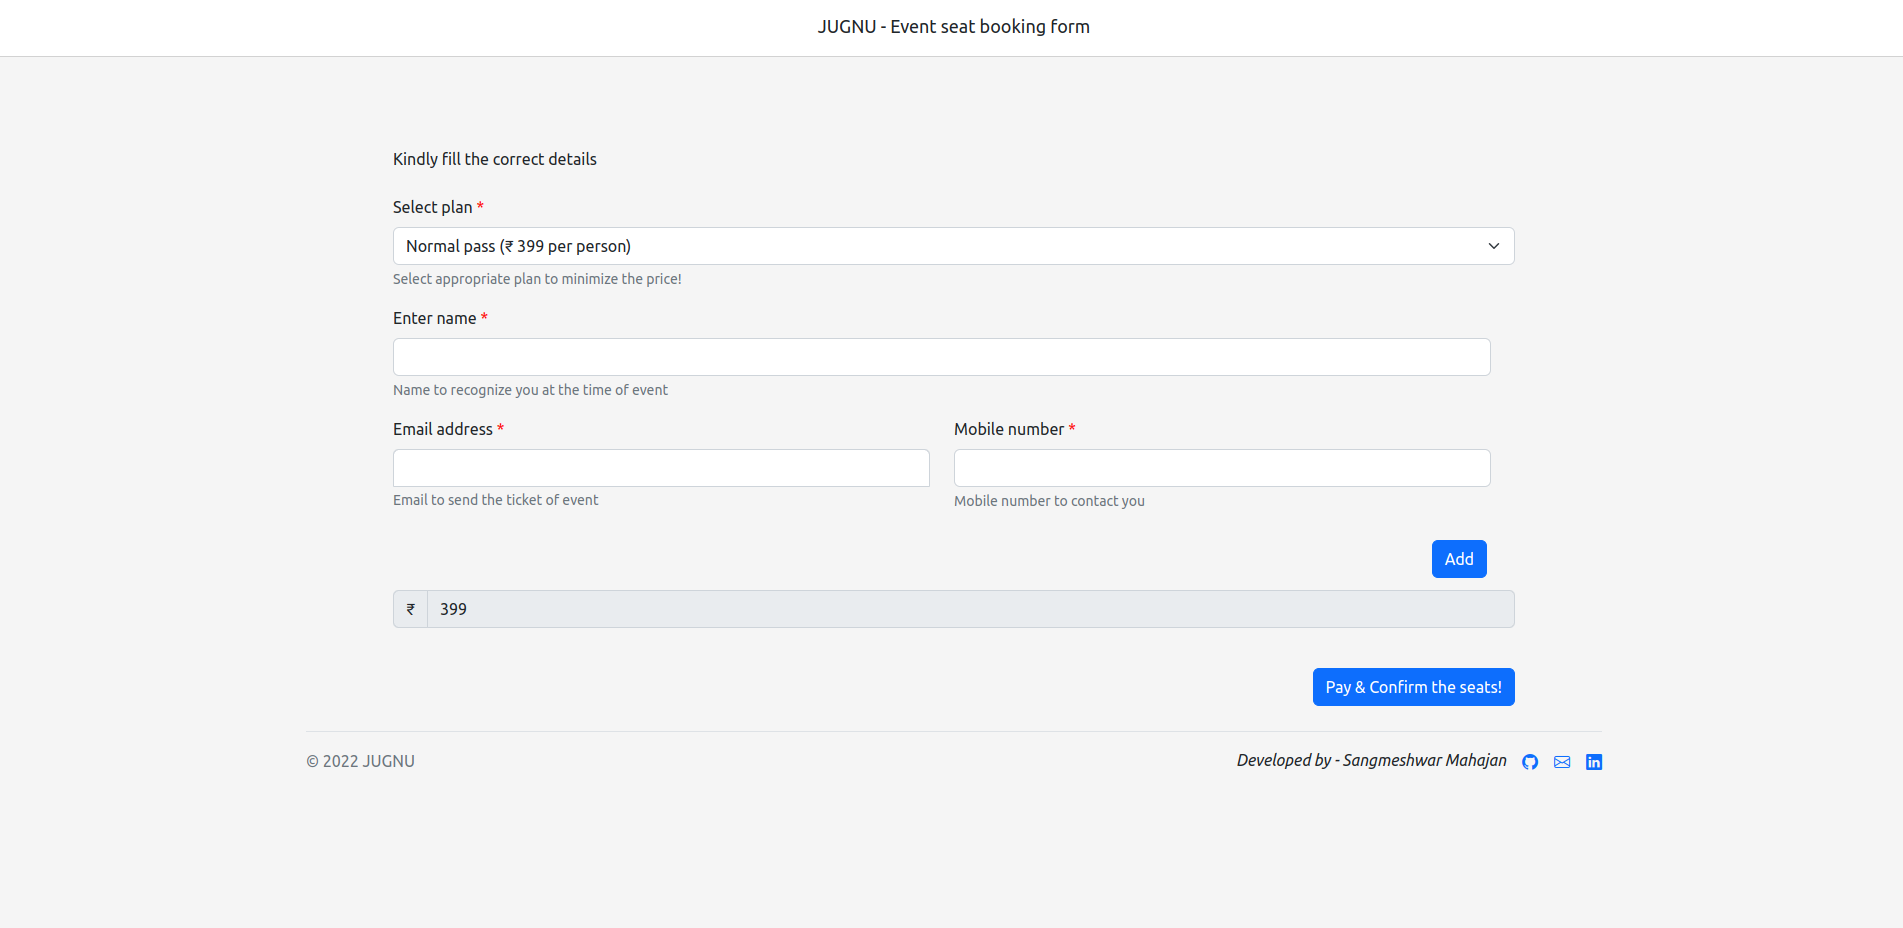 JUGNU - Event seat booking form
Kindly fill the correct details
Select plan *
Normal pass (₹ 399 per person)
Select appropriate plan to minimize the price!
Enter name *
Name to recognize you at the time of event
Email address *
Mobile number *
Email to send the ticket of event
Mobile number to contact you
Add
₹ 399
Pay & Confirm the seats!
© 2022 JUGNU
Developed by - Sangmeshwar Mahajan
in